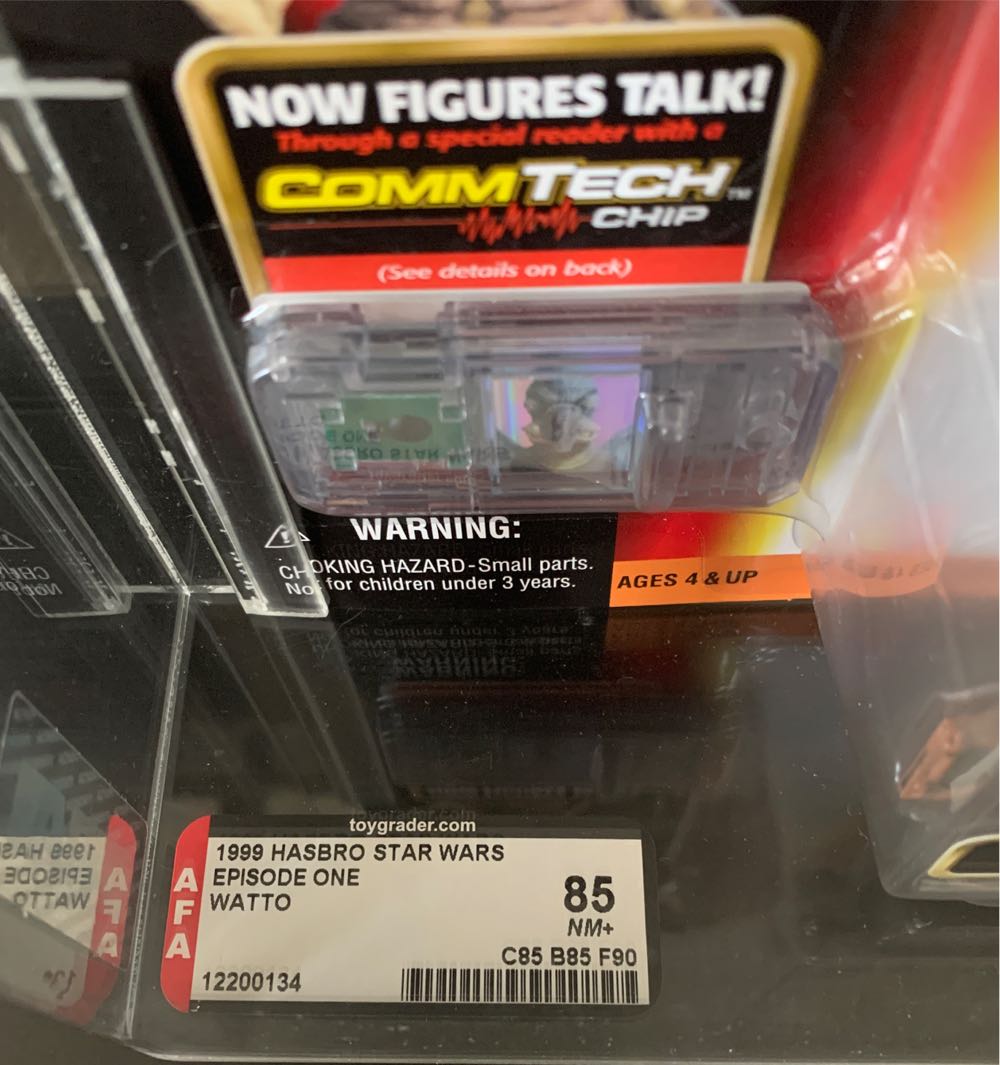 NOW FIGURES TALK!
Through a special reader with a
COMMTECH™
CHIP
(See details on back)
WARNING:
CHOKING HAZARD-Small parts.
Not for children under 3 years.
AGES 4 & UP
toygrader.com
AFA
1999 HASBRO STAR WARS
EPISODE ONE
WATTO
85
NM+
C85 B85 F90
12200134